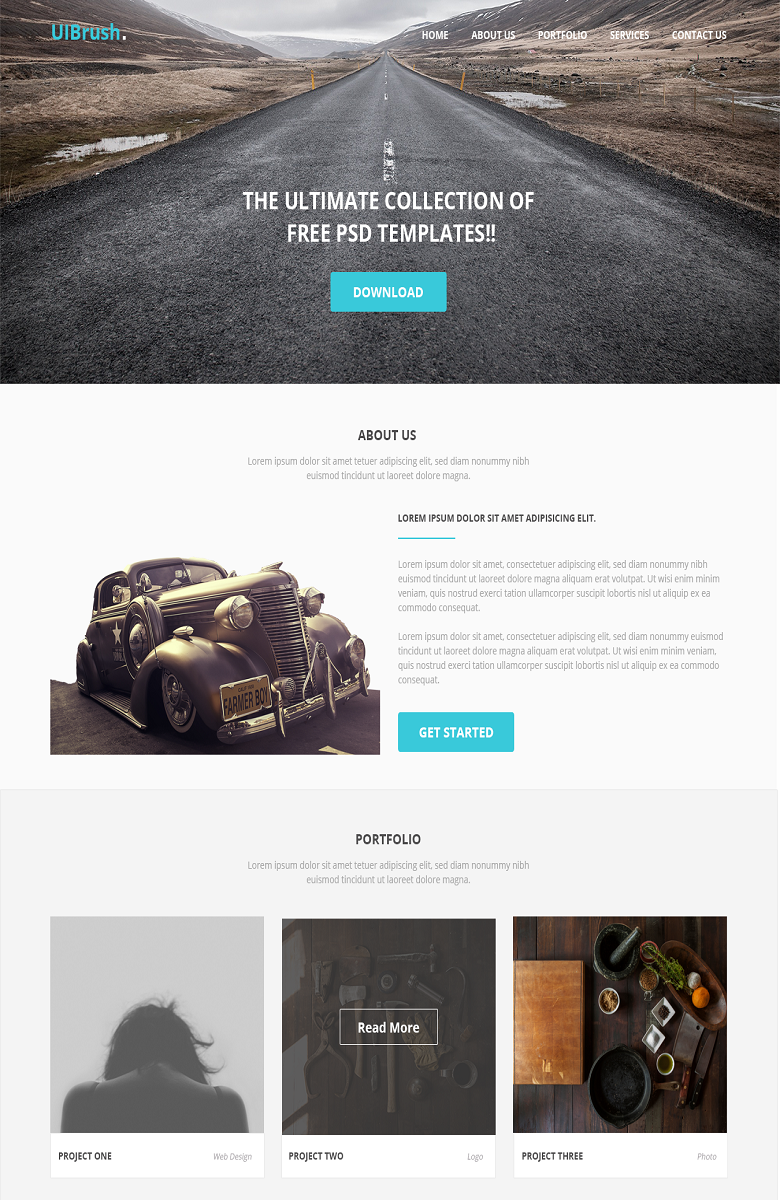 UIBrush.
HOME ABOUT US PORTFOLIO SERVICES CONTACT US
THE ULTIMATE COLLECTION OF
FREE PSD TEMPLATES!!
DOWNLOAD
ABOUT US
Lorem ipsum dolor sit amet tetuer adipiscing elit, sed diam nonummy nibh
euismod tincidunt ut laoreet dolore magna.
FARMER BOY
LOREM IPSUM DOLOR SIT AMET ADIPISICING ELIT.
Lorem ipsum dolor sit amet, consectetuer adipiscing elit, sed diam nonummy nibh
euismod tincidunt ut laoreet dolore magna aliquam erat volutpat. Ut wisi enim minim
veniam, quis nostrud exerci tation ullamcorper suscipit lobortis nisl ut aliquip ex ea
commodo consequat.
Lorem ipsum dolor sit amet, consectetuer adipiscing elit, sed diam nonummy euismod
tincidunt ut laoreet dolore magna aliquam erat volutpat. Ut wisi enim minim veniam,
quis nostrud exerci tation ullamcorper suscipit lobortis nisl ut aliquip ex ea commodo
consequat.
GET STARTED
PORTFOLIO
Lorem ipsum dolor sit amet tetuer adipiscing elit, sed diam nonummy nibh
euismod tincidunt ut laoreet dolore magna.
Read More
PROJECT ONE Web Design
PROJECT TWO Logo
PROJECT THREE Photo